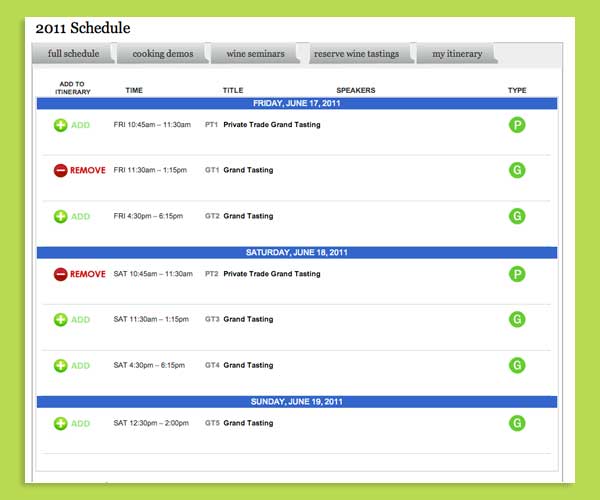 2011 Schedule
full schedule cooking demos wine seminars reserve wine tastings my itinerary
ADD TO ITINERARY TIME TITLE SPEAKERS TYPE
FRIDAY, JUNE 17, 2011
ADD FRI 10:45am – 11:30am PT1 Private Trade Grand Tasting P
REMOVE FRI 11:30am – 1:15pm GT1 Grand Tasting G
ADD FRI 4:30pm – 6:15pm GT2 Grand Tasting G
SATURDAY, JUNE 18, 2011
REMOVE SAT 10:45am – 11:30am PT2 Private Trade Grand Tasting P
ADD SAT 11:30am – 1:15pm GT3 Grand Tasting G
ADD SAT 4:30pm – 6:15pm GT4 Grand Tasting G
SUNDAY, JUNE 19, 2011
ADD SAT 12:30pm – 2:00pm GT5 Grand Tasting G